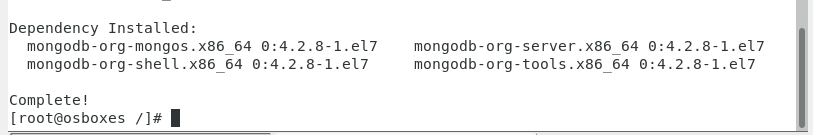 Dependency Installed:
  mongodb-org-mongos.x86_64 0:4.2.8-1.el7    mongodb-org-server.x86_64 0:4.2.8-1.el7
  mongodb-org-shell.x86_64 0:4.2.8-1.el7     mongodb-org-tools.x86_64 0:4.2.8-1.el7
Complete!
[root@osboxes /]#